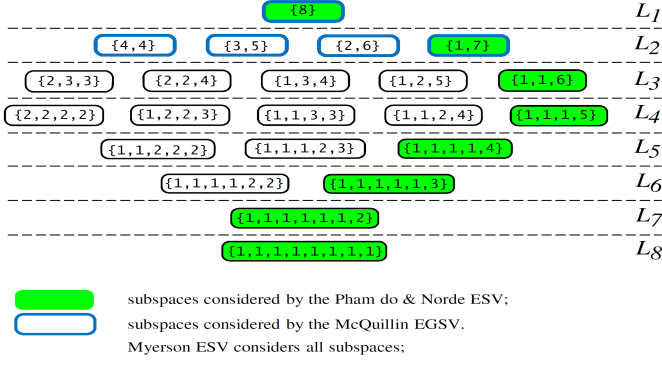 {8} L1
{4,4} {3,5} {2,6} {1,7} L2
{2,3,3} {2,2,4} {1,3,4} {1,2,5} {1,1,6} L3
{2,2,2,2} {1,2,2,3} {1,1,3,3} {1,1,2,4} {1,1,1,5} L4
{1,1,2,2,2} {1,1,1,2,3} {1,1,1,1,4} L5
{1,1,1,1,2,2} {1,1,1,1,1,3} L6
{1,1,1,1,1,1,2} L7
{1,1,1,1,1,1,1,1} L8
subspaces considered by the Pham do & Norde ESV;
subspaces considered by the McQuillin EGSV.
Myerson ESV considers all subspaces;